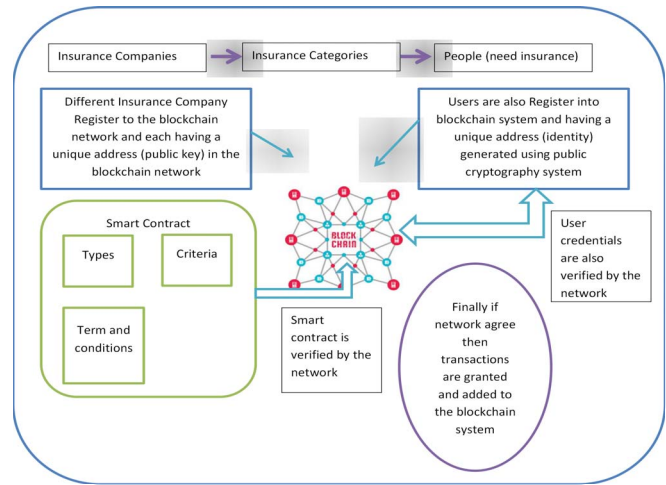 Insurance Companies
Insurance Categories
People (need insurance)
Different Insurance Company
Register to the blockchain
network and each having a
unique address (public key) in the
blockchain network
Users are also Register into
blockchain system and having a
unique address (identity)
generated using public
cryptography system
Smart Contract
Types
Criteria
Term and
conditions
BLOCK
CHAIN
User
credentials
are also
verified by the
network
Smart
contract is
verified by the
network
Finally if
network agree
then
transactions
are granted
and added to
the blockchain
system